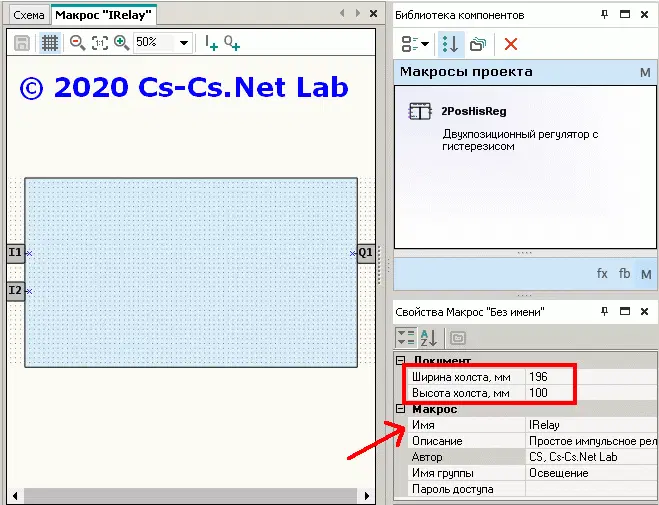 Схема
Макрос "IRelay"
50%
I+
Q+
© 2020 Cs-Cs.Net Lab
I1
I2
Q1
Библиотека компонентов
Макросы проекта
M
2PosHisReg
Двухпозиционный регулятор с
гистерезисом
fx fb M
Свойства Макрос "Без имени"
Документ
Ширина холста, мм 196
Высота холста, мм 100
Макрос
Имя IRelay
Описание Простое импульсное рел
Автор CS, Cs-Cs.Net Lab
Имя группы Освещение
Пароль доступа